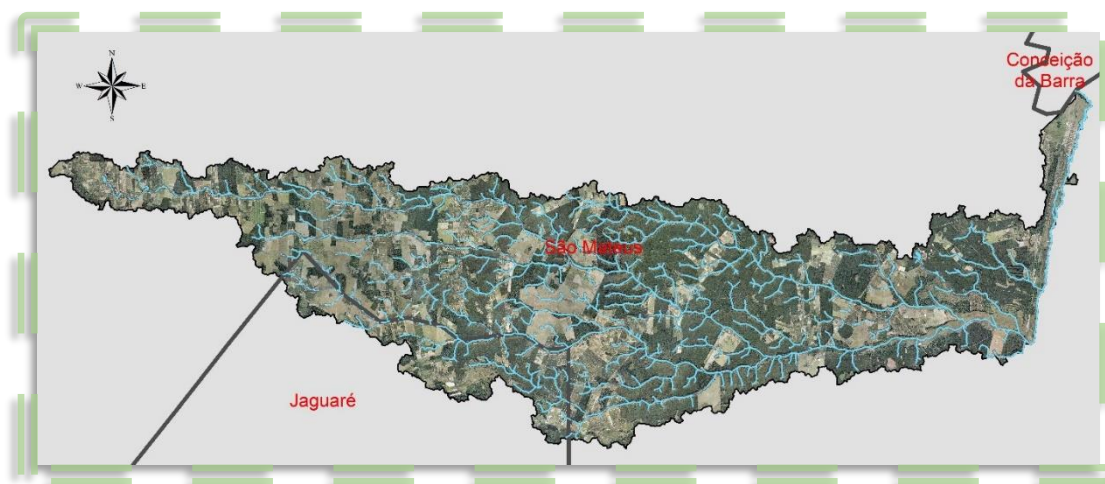 N
W E
S
Conceição
da Barra
São Mateus
Jaguaré